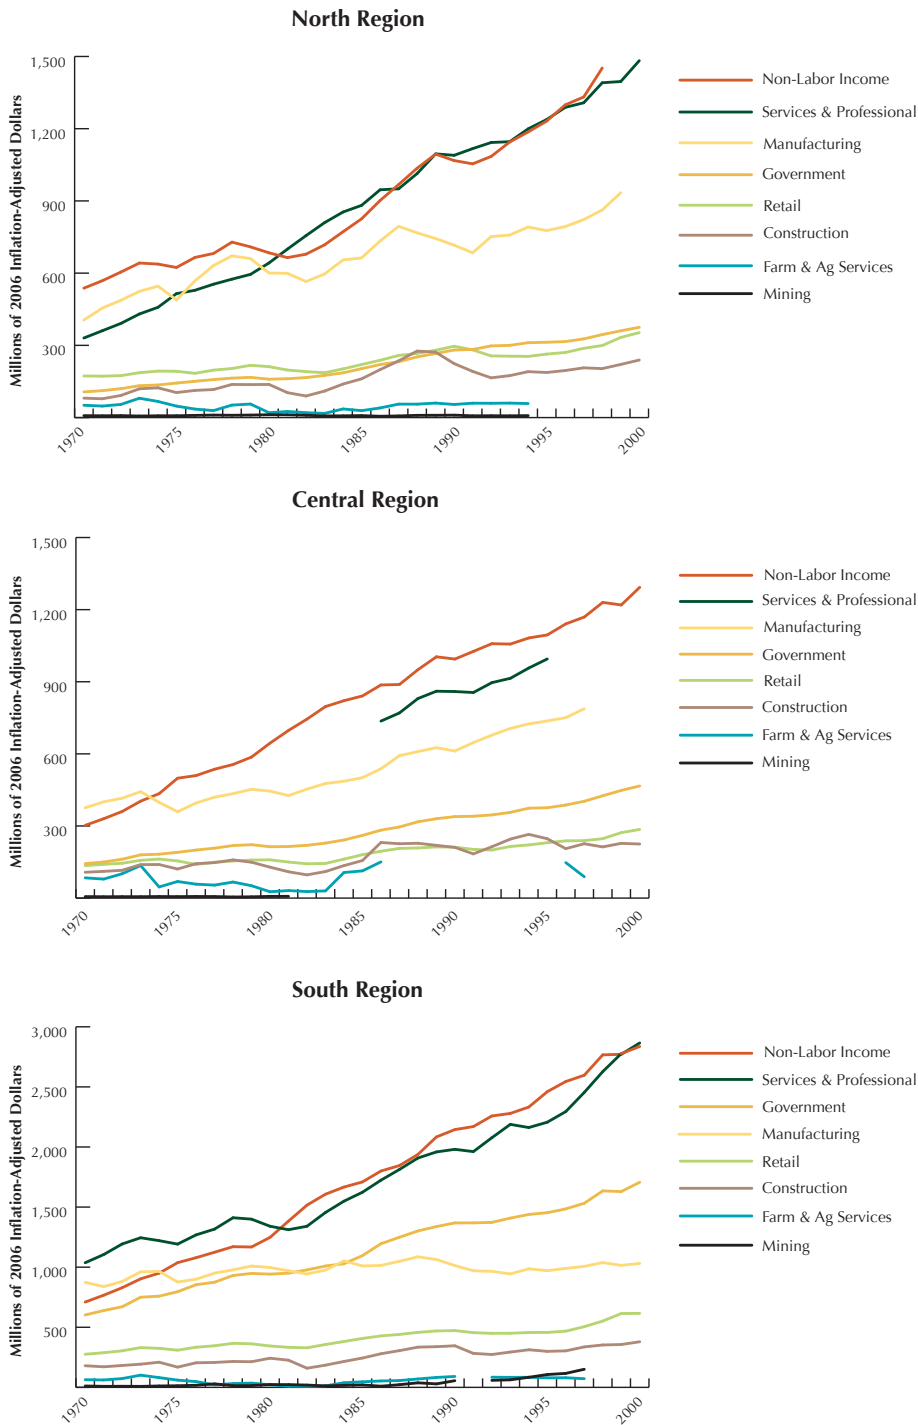 North Region
Millions of 2006 Inflation-Adjusted Dollars
1,500
1,200
900
600
300
1970
1975
1980
1985
1990
1995
2000
Non-Labor Income
Services & Professional
Manufacturing
Government
Retail
Construction
Farm & Ag Services
Mining
Central Region
Millions of 2006 Inflation-Adjusted Dollars
1,500
1,200
900
600
300
1970
1975
1980
1985
1990
1995
2000
Non-Labor Income
Services & Professional
Manufacturing
Government
Retail
Construction
Farm & Ag Services
Mining
South Region
Millions of 2006 Inflation-Adjusted Dollars
3,000
2,500
2,000
1,500
1,000
500
1970
1975
1980
1985
1990
1995
2000
Non-Labor Income
Services & Professional
Government
Manufacturing
Retail
Construction
Farm & Ag Services
Mining